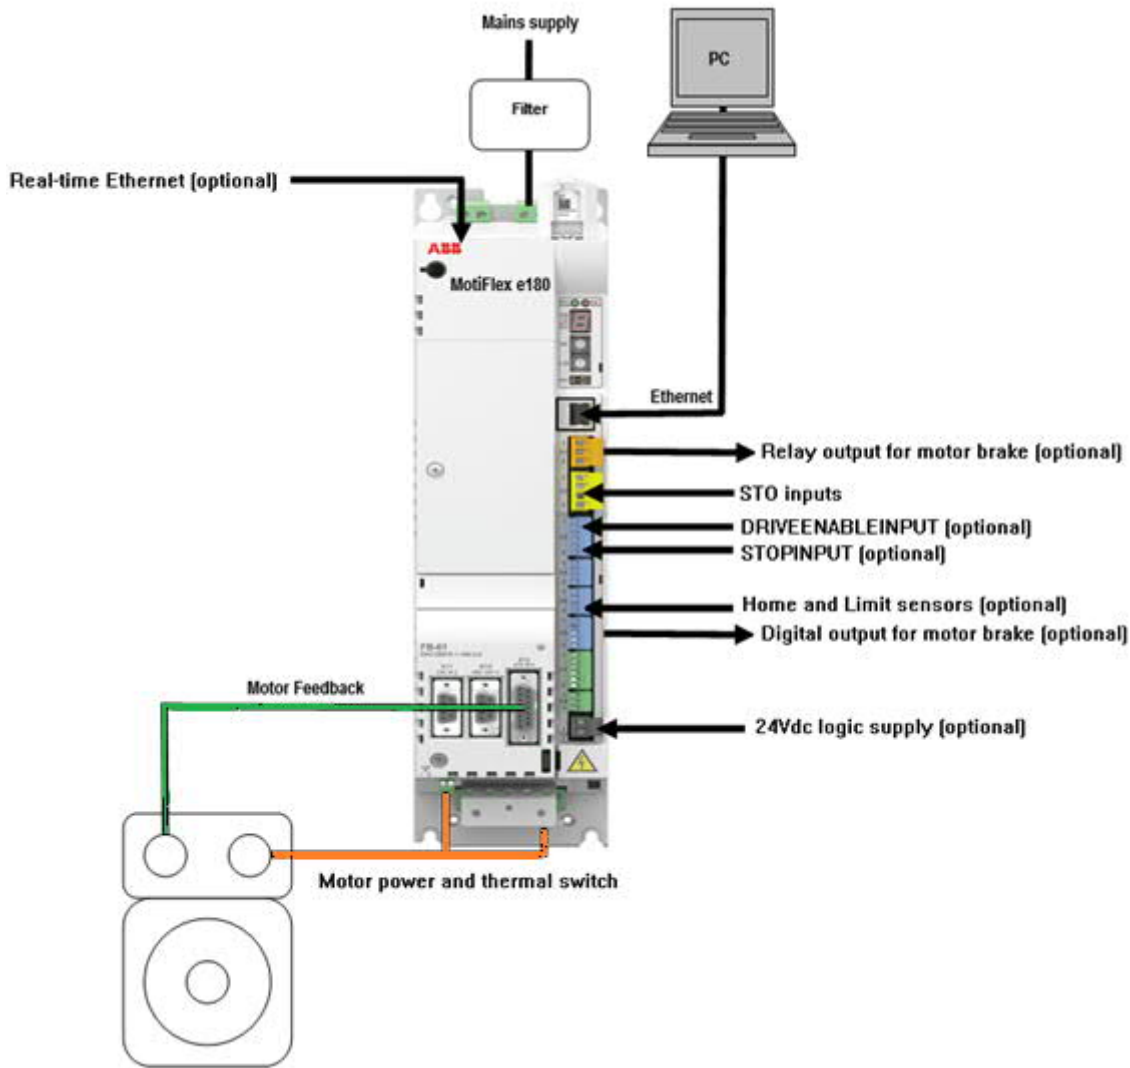 Mains supply
PC
Filter
Real-time Ethernet (optional)
ABB
MotiFlex e180
Ethernet
Relay output for motor brake (optional)
STO inputs
DRIVEENABLEINPUT (optional)
STOPINPUT (optional)
Home and Limit sensors (optional)
Digital output for motor brake (optional)
Motor Feedback
24Vdc logic supply (optional)
Motor power and thermal switch